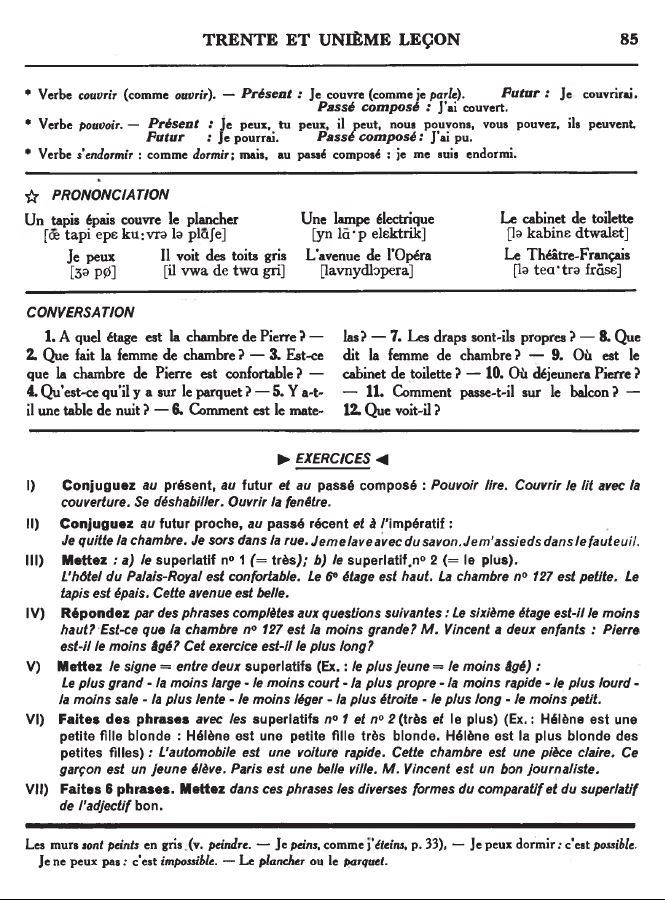 TRENTE ET UNIÈME LEÇON 85
* Verbe couvrir (comme ouvrir). — Présent : Je couvre (comme je parle). Futur : Je couvrirai.
Passé composé : J'ai couvert.
* Verbe pouvoir. — Présent : Je peux, tu peux, il peut, nous pouvons, vous pouvez, ils peuvent.
Futur : Je pourrai. Passé composé : J'ai pu.
* Verbe s'endormir : comme dormir; mais, au passé composé : je me suis endormi.
☆ PRONONCIATION
Un tapis épais couvre le plancher Une lampe électrique Le cabinet de toilette
[œ̃ tapi epɛ ku:vrə lə plɑ̃ʃe] [yn lɑ̃·p elɛktrik] [lə kabinɛ dtwalɛt]
Je peux Il voit des toits gris L'avenue de l'Opéra Le Théâtre-Français
[ʒə pø] [il vwa de twɑ gri] [lavnydlɔpera] [lə teɑ·trə frɑ̃sɛ]
CONVERSATION
1. A quel étage est la chambre de Pierre ? —
2. Que fait la femme de chambre ? — 3. Est-ce
que la chambre de Pierre est confortable ? —
4. Qu'est-ce qu'il y a sur le parquet ? — 5. Y a-t-
il une table de nuit ? — 6. Comment est le mate-
las ? — 7. Les draps sont-ils propres ? — 8. Que
dit la femme de chambre ? — 9. Où est le
cabinet de toilette ? — 10. Où déjeunera Pierre ?
— 11. Comment passe-t-il sur le balcon ? —
12. Que voit-il ?
► EXERCICES ◄
I) Conjuguez au présent, au futur et au passé composé : Pouvoir lire. Couvrir le lit avec la
couverture. Se déshabiller. Ouvrir la fenêtre.
II) Conjuguez au futur proche, au passé récent et à l'impératif :
Je quitte la chambre. Je sors dans la rue. Je me lave avec du savon. Je m'assieds dans le fauteuil.
III) Mettez : a) le superlatif nº 1 (= très); b) le superlatif nº 2 (= le plus).
L'hôtel du Palais-Royal est confortable. Le 6e étage est haut. La chambre nº 127 est petite. Le
tapis est épais. Cette avenue est belle.
IV) Répondez par des phrases complètes aux questions suivantes : Le sixième étage est-il le moins
haut? Est-ce que la chambre nº 127 est la moins grande? M. Vincent a deux enfants : Pierre
est-il le moins âgé? Cet exercice est-il le plus long?
V) Mettez le signe = entre deux superlatifs (Ex. : le plus jeune = le moins âgé) :
Le plus grand - la moins large - le moins court - la plus propre - la moins rapide - le plus lourd -
la moins sale - la plus lente - le moins léger - la plus étroite - le plus long - le moins petit.
VI) Faites des phrases avec les superlatifs nº 1 et nº 2 (très et le plus) (Ex. : Hélène est une
petite fille blonde : Hélène est une petite fille très blonde. Hélène est la plus blonde des
petites filles) : L'automobile est une voiture rapide. Cette chambre est une pièce claire. Ce
garçon est un jeune élève. Paris est une belle ville. M. Vincent est un bon journaliste.
VII) Faites 6 phrases. Mettez dans ces phrases les diverses formes du comparatif et du superlatif
de l'adjectif bon.
Les murs sont peints en gris (v. peindre. — Je peins, comme j'éteins, p. 33), — Je peux dormir : c'est possible.
Je ne peux pas : c'est impossible. — Le plancher ou le parquet.